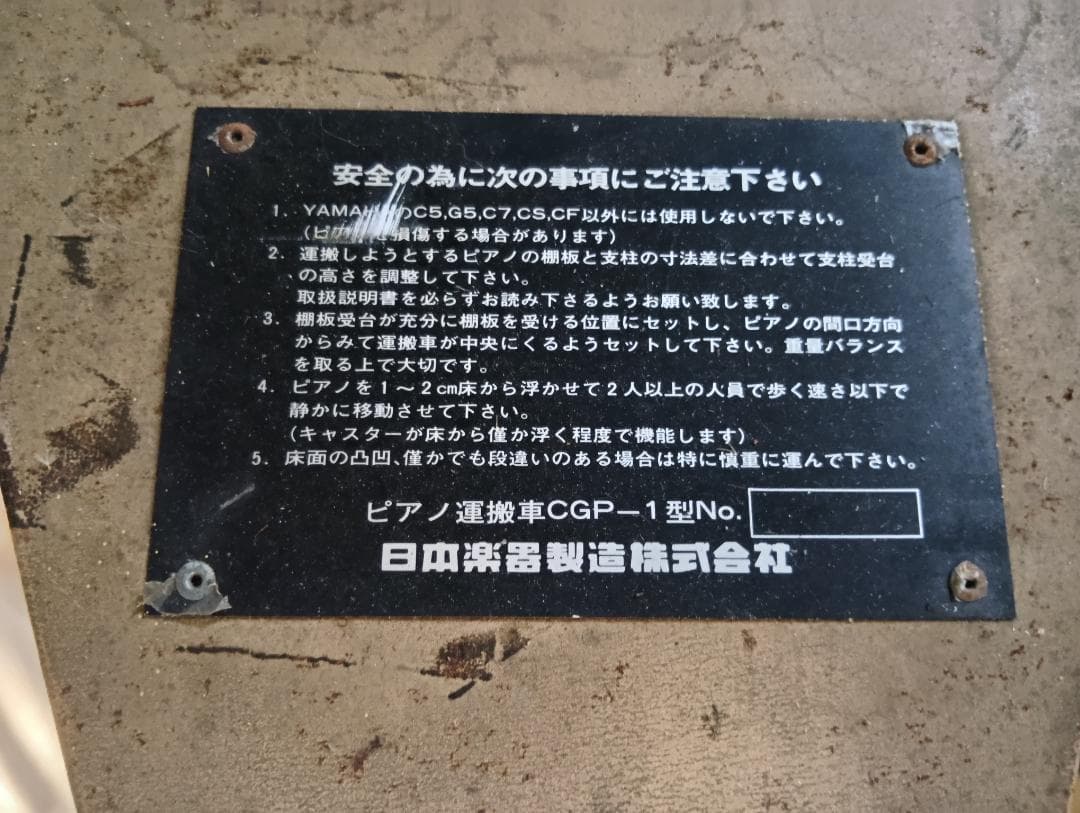 安全の為に次の事項にご注意下さい
1. YAMAHAのC5,G5,C7,CS,CF以外には使用しないで下さい。
(ピアノを損傷する場合があります)
2. 運搬しようとするピアノの棚板と支柱の寸法差に合わせて支柱受台
の高さを調整して下さい。
取扱説明書を必らずお読み下さるようお願い致します。
3. 棚板受台が充分に棚板を受ける位置にセットし、ピアノの間口方向
からみて運搬車が中央にくるようセットして下さい。重量バランス
を取る上で大切です。
4. ピアノを1〜2cm床から浮かせて2人以上の人員で歩く速さ以下で
静かに移動させて下さい。
(キャスターが床から僅か浮く程度で機能します)
5. 床面の凸凹、僅かでも段違いのある場合は特に慎重に運んで下さい。
ピアノ運搬車CGP-1型No.
日本楽器製造株式会社